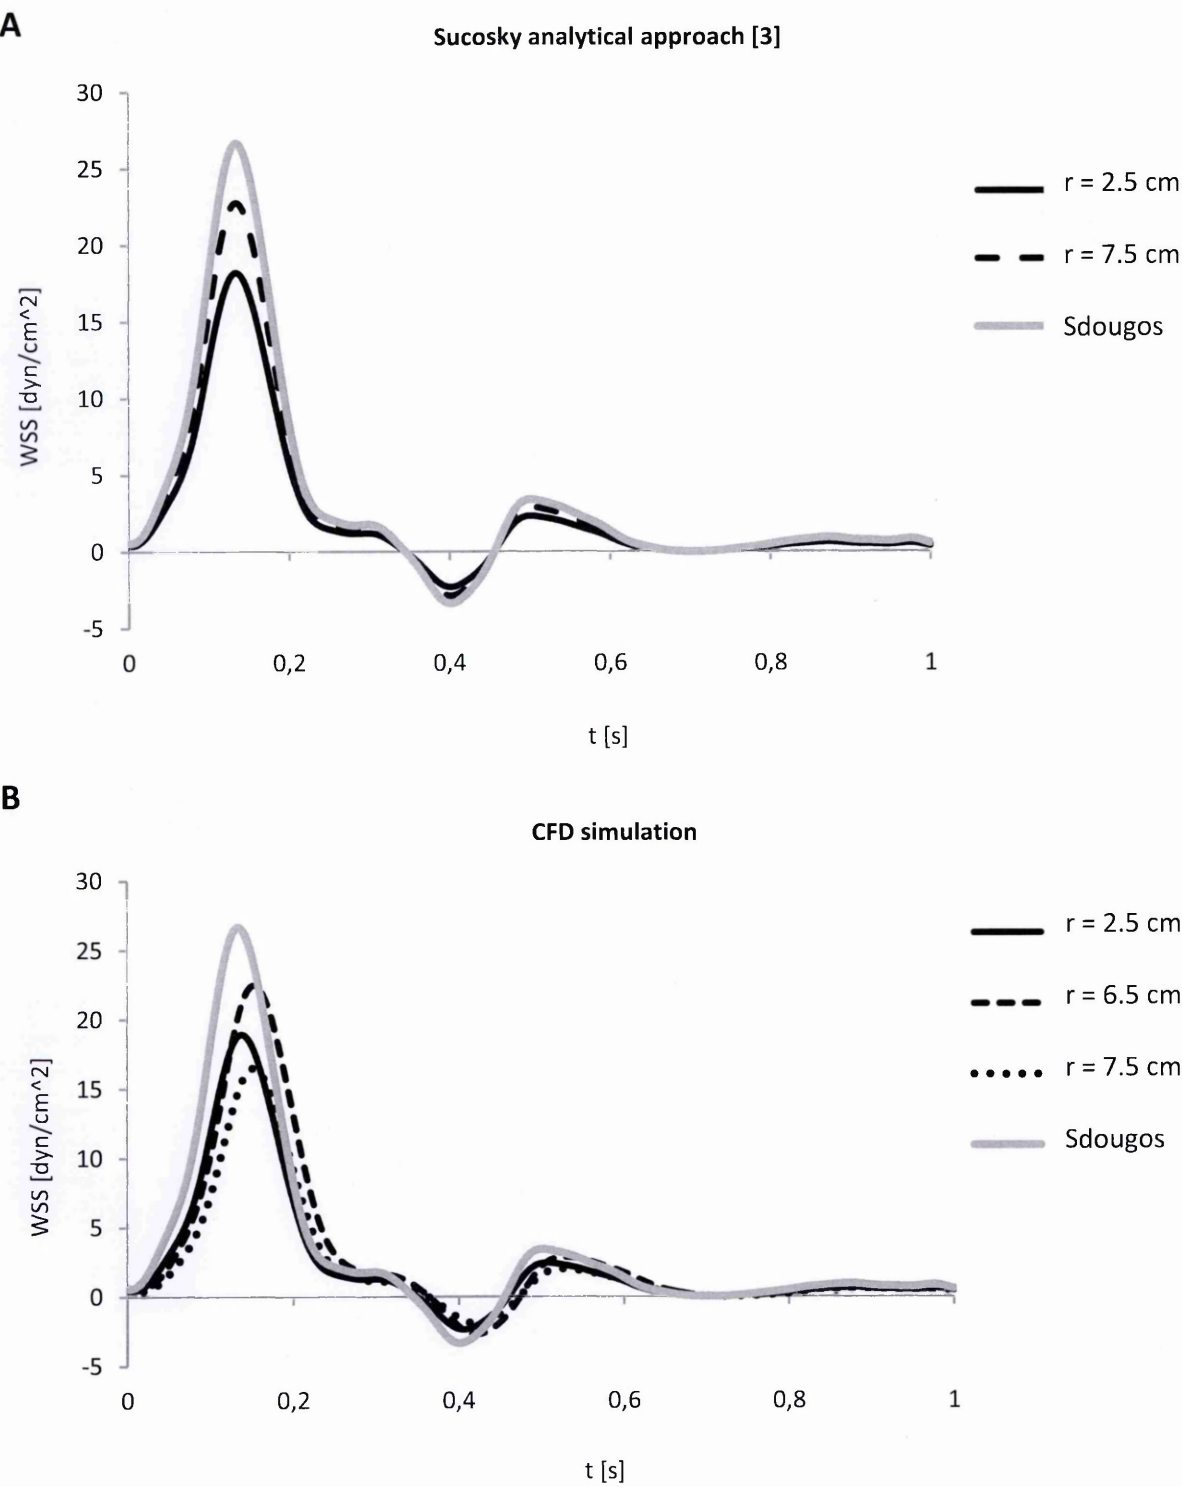 A
Sucosky analytical approach [3]
30
25
20
15
10
5
0
-5
WSS [dyn/cm^2]
0 0,2 0,4 0,6 0,8 1
t [s]
r = 2.5 cm
r = 7.5 cm
Sdougos
B
CFD simulation
30
25
20
15
10
5
0
-5
WSS [dyn/cm^2]
0 0,2 0,4 0,6 0,8 1
t [s]
r = 2.5 cm
r = 6.5 cm
r = 7.5 cm
Sdougos